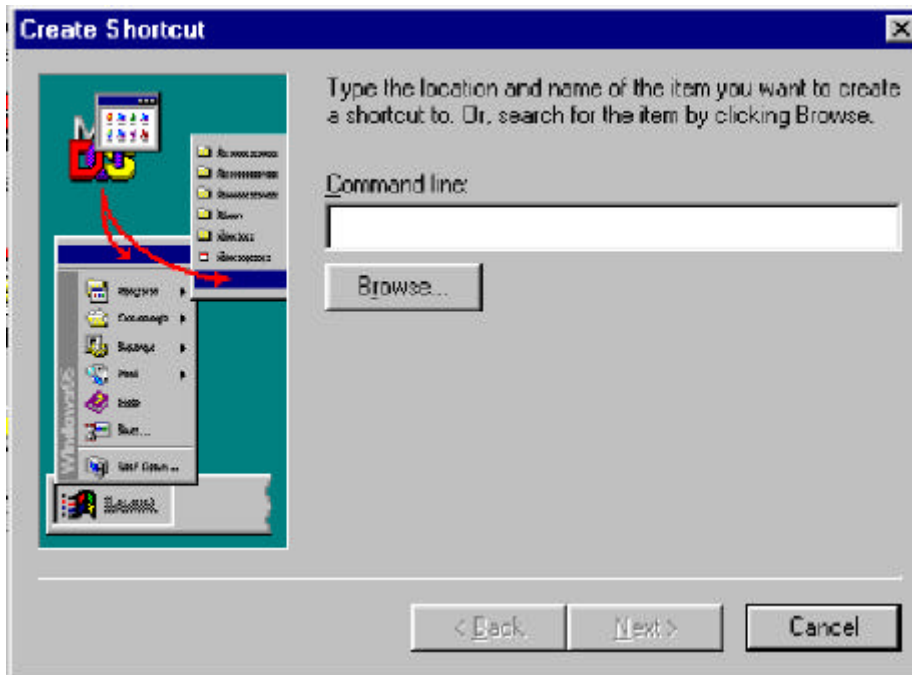 Create Shortcut
Type the location and name of the item you want to create
a shortcut to. Or, search for the item by clicking Browse.
Command line:
Browse...
< Back
Next >
Cancel